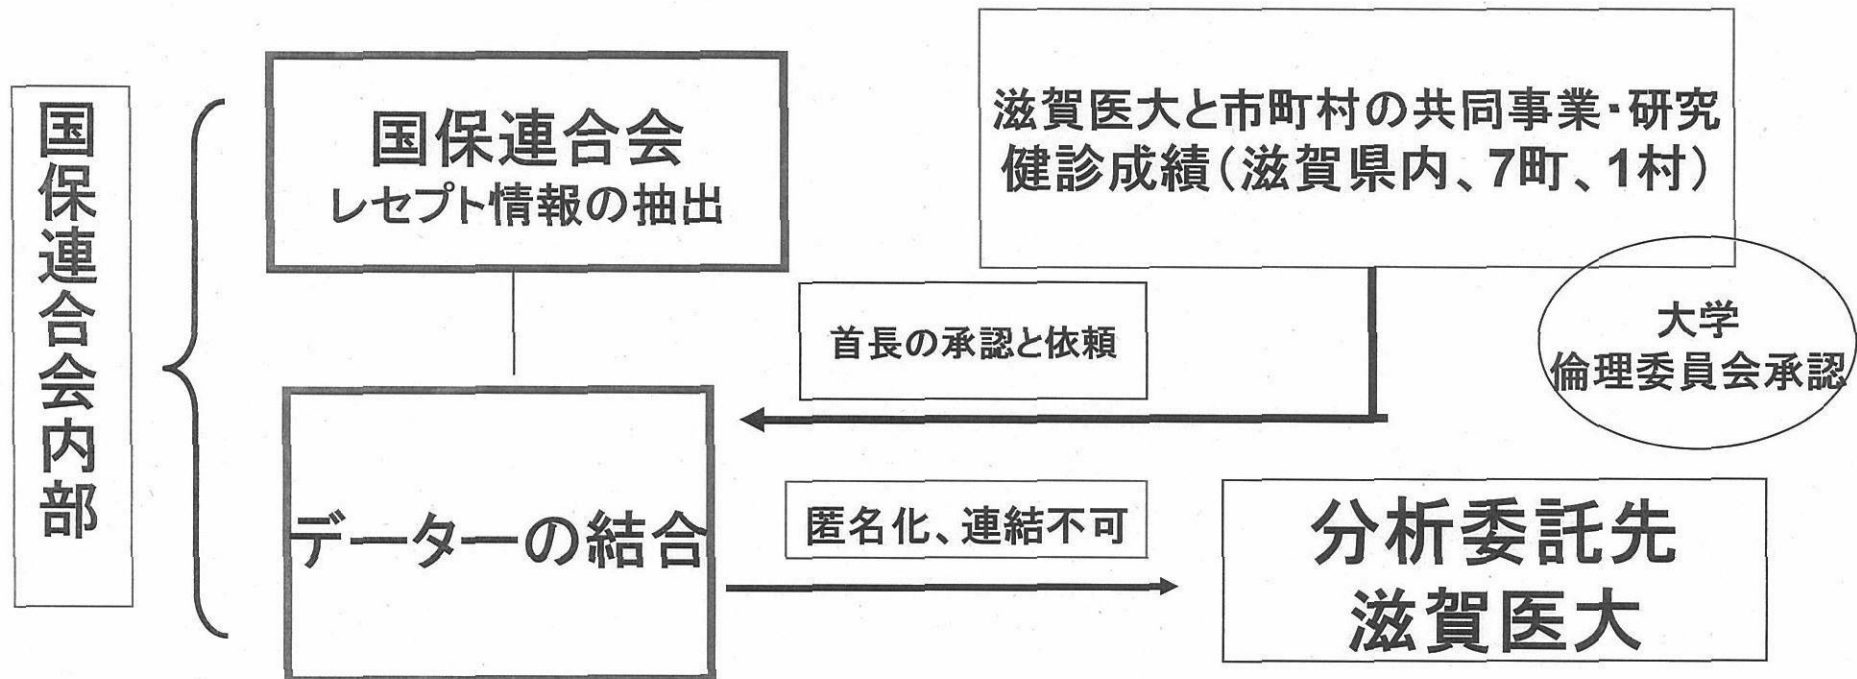 国保連合会内部
国保連合会
レセプト情報の抽出
滋賀医大と市町村の共同事業・研究
健診成績（滋賀県内、7町、1村）
首長の承認と依頼
大学
倫理委員会承認
データーの結合
匿名化、連結不可
分析委託先
滋賀医大